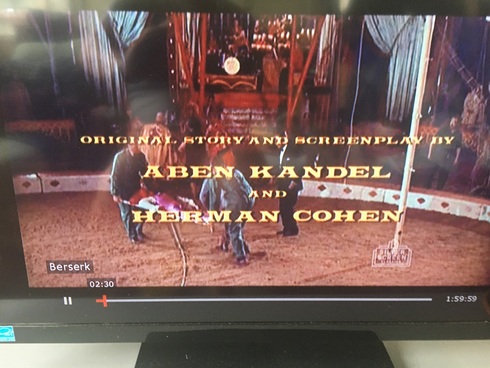 ORIGINAL STORY AND SCREENPLAY BY
ABEN KANDEL
AND
HERMAN COHEN
Berserk
02:30
1:59:59